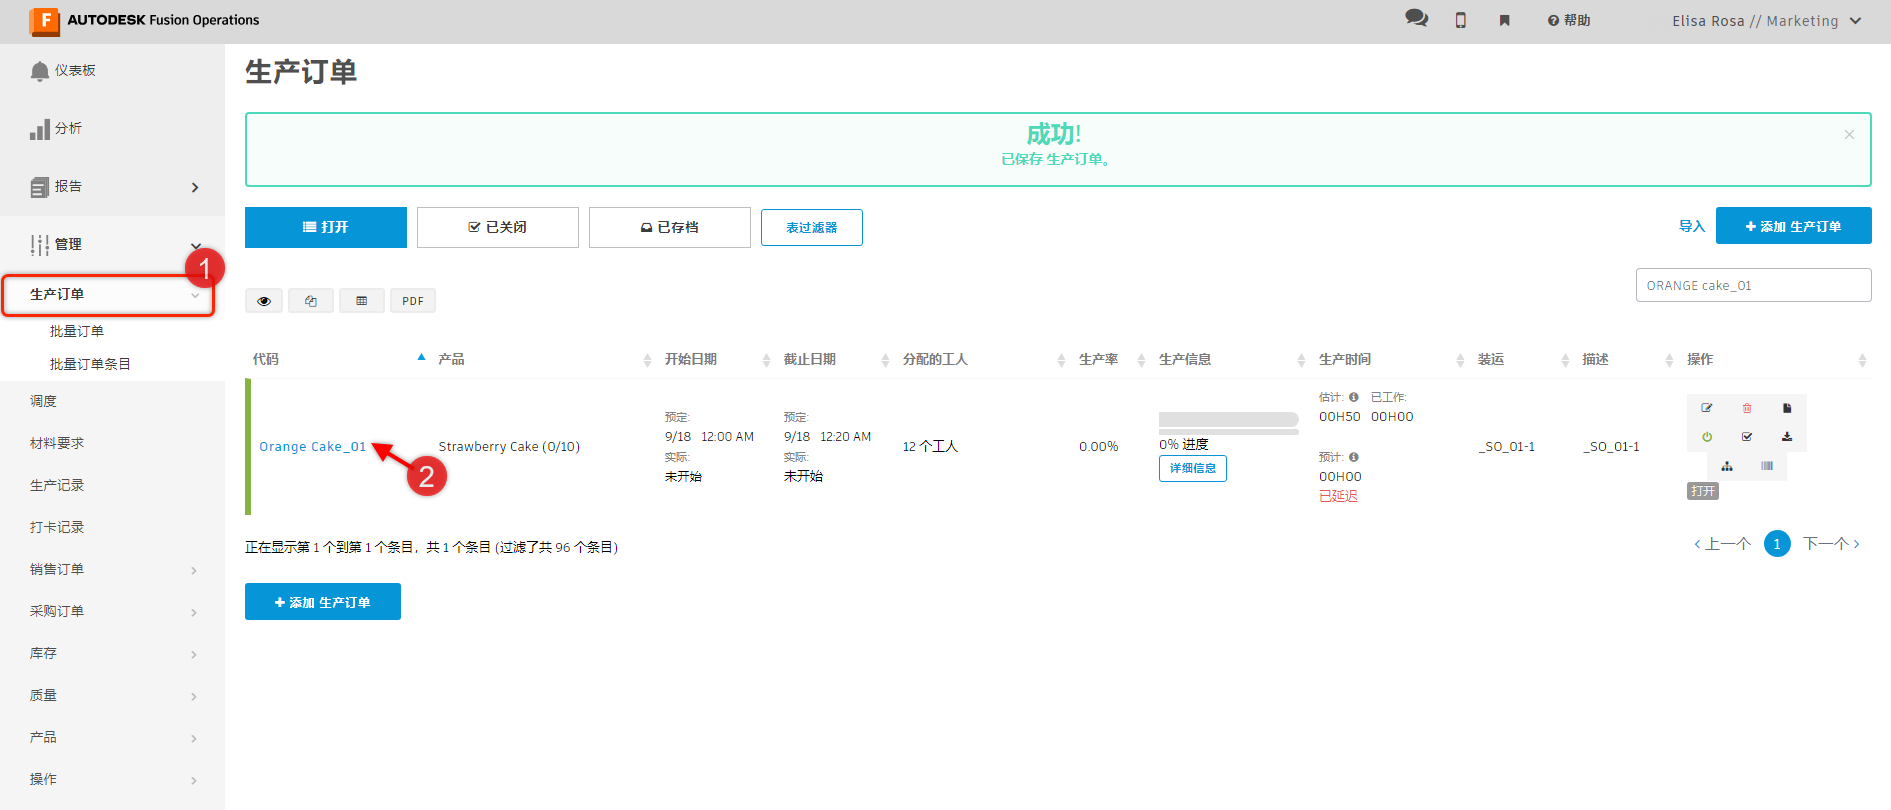 AUTODESK Fusion Operations
帮助
Elisa Rosa // Marketing
仪表板
分析
报告
管理
1
生产订单
批量订单
批量订单条目
调度
材料要求
生产记录
打卡记录
销售订单
采购订单
库存
质量
产品
操作
生产订单
成功!
已保存 生产订单。
×
打开
已关闭
已存档
表过滤器
导入
+ 添加 生产订单
PDF
ORANGE cake_01
代码 产品 开始日期 截止日期 分配的工人 生产率 生产信息 生产时间 装运 描述 操作
Orange Cake_01
2
Strawberry Cake (0/10)
预定:
9/18 12:00 AM
实际:
未开始
预定:
9/18 12:20 AM
实际:
未开始
12 个工人
0.00%
0% 进度
详细信息
估计: 已工作:
00H50 00H00
预计:
00H00
已延迟
_SO_01-1
_SO_01-1
打开
正在显示第 1 个到第 1 个条目，共 1 个条目 (过滤了共 96 个条目)
‹ 上一个 1 下一个 ›
+ 添加 生产订单